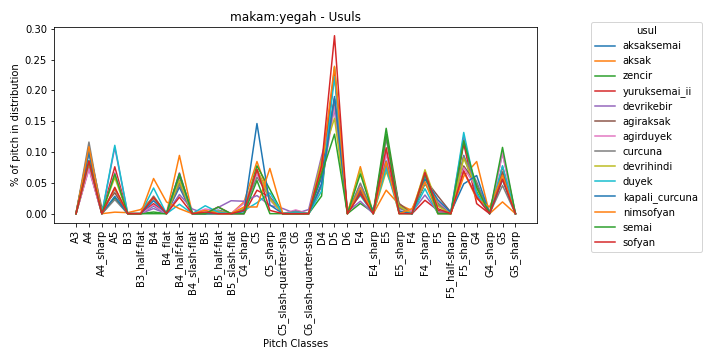 makam:yegah - Usuls
% of pitch in distribution
0.30
0.25
0.20
0.15
0.10
0.05
0.00
A3
A4
A4_sharp
A5
B3
B3_half-flat
B4
B4_flat
B4_half-flat
B4_slash-flat
B5
B5_half-flat
B5_slash-flat
C4_sharp
C5
C5_sharp
C5_slash-quarter-sha
C6
C6_slash-quarter-sha
D4
D5
D6
E4
E4_sharp
E5
E5_sharp
F4
F4_sharp
F5
F5_half-sharp
F5_sharp
G4
G4_sharp
G5
G5_sharp
Pitch Classes
usul
aksaksemai
aksak
zencir
yuruksemai_ii
devrikebir
agiraksak
agirduyek
curcuna
devrihindi
duyek
kapali_curcuna
nimsofyan
semai
sofyan